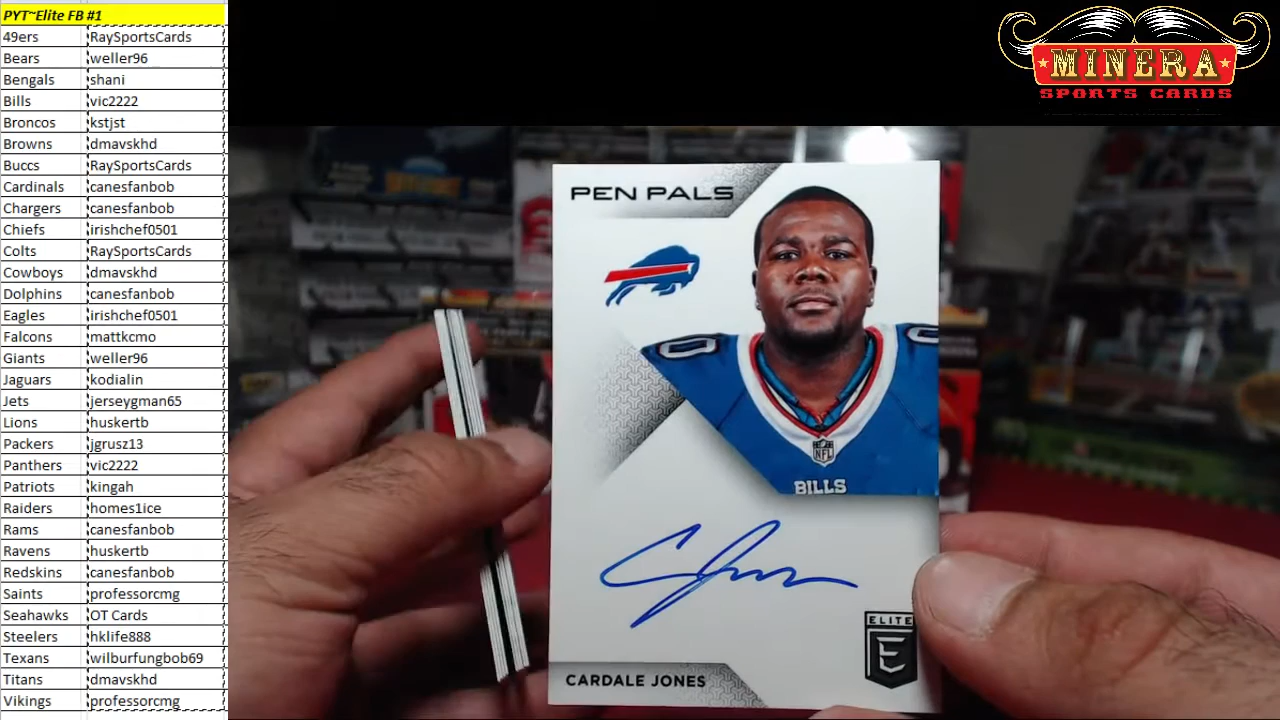 PYT~Elite FB #1
49ers RaySportsCards
Bears weller96
Bengals shani
Bills vic2222
Broncos kstjst
Browns dmavskhd
Buccs RaySportsCards
Cardinals canesfanbob
Chargers canesfanbob
Chiefs irishchef0501
Colts RaySportsCards
Cowboys dmavskhd
Dolphins canesfanbob
Eagles irishchef0501
Falcons mattkcmo
Giants weller96
Jaguars kodialin
Jets jerseygman65
Lions huskertb
Packers jgrusz13
Panthers vic2222
Patriots kingah
Raiders homes1ice
Rams canesfanbob
Ravens huskertb
Redskins canesfanbob
Saints professorcmg
Seahawks OT Cards
Steelers hklife888
Texans wilburfungbob69
Titans dmavskhd
Vikings professorcmg
MINERA
SPORTS CARDS
PEN PALS
NFL
BILLS
ELITE
E
CARDALE JONES